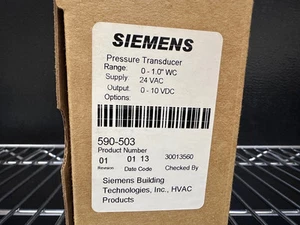 SIEMENS
Pressure Transducer
Range: 0 - 1.0" WC
Supply: 24 VAC
Output: 0 - 10 VDC
Options:
590-503
Product Number
01 01 13 30013560
Revision Date Code Checked By
Siemens Building
Technologies, Inc., HVAC
Products